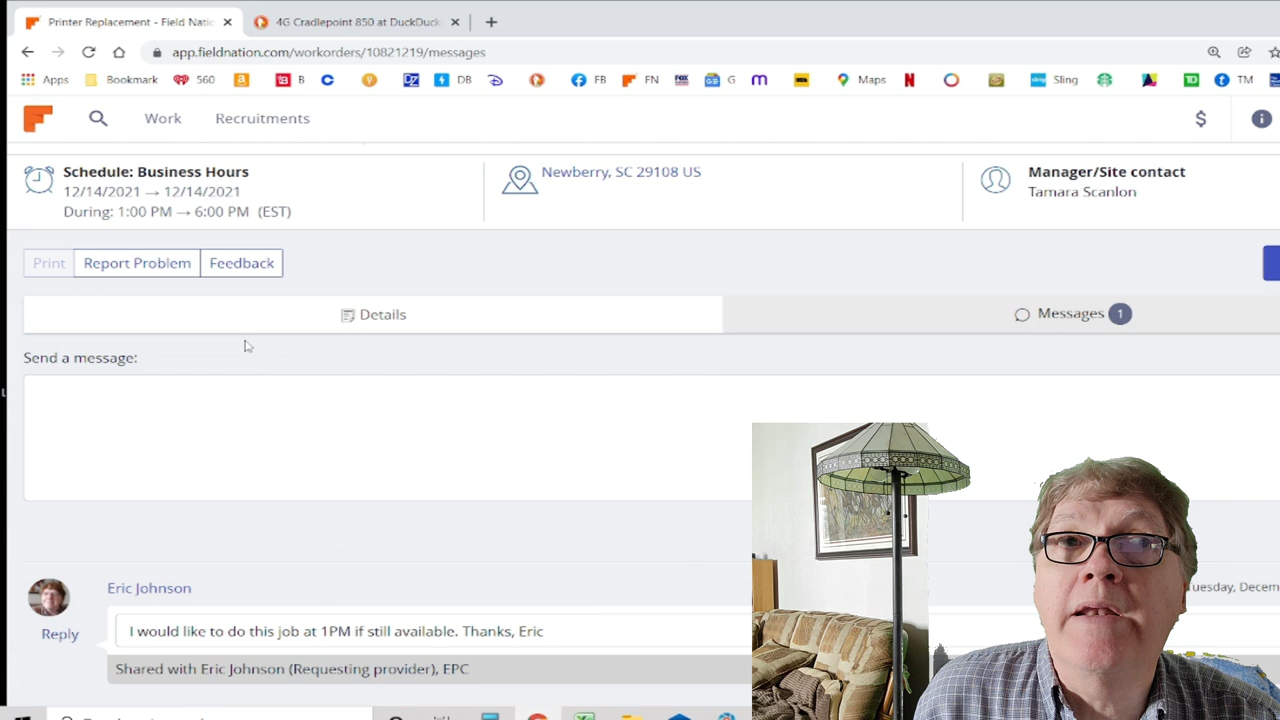 Printer Replacement - Field Natio
4G Cradlepoint 850 at DuckDuck
app.fieldnation.com/workorders/10821219/messages
Apps
Bookmark
560
B
DB
FB
FN
G
Maps
Sling
TM
Work
Recruitments
Schedule: Business Hours
12/14/2021 → 12/14/2021
During: 1:00 PM → 6:00 PM (EST)
Newberry, SC 29108 US
Manager/Site contact
Tamara Scanlon
Print
Report Problem
Feedback
Details
Messages 1
Send a message:
Eric Johnson
Tuesday, Decem
Reply
I would like to do this job at 1PM if still available. Thanks, Eric
Shared with Eric Johnson (Requesting provider), EPC